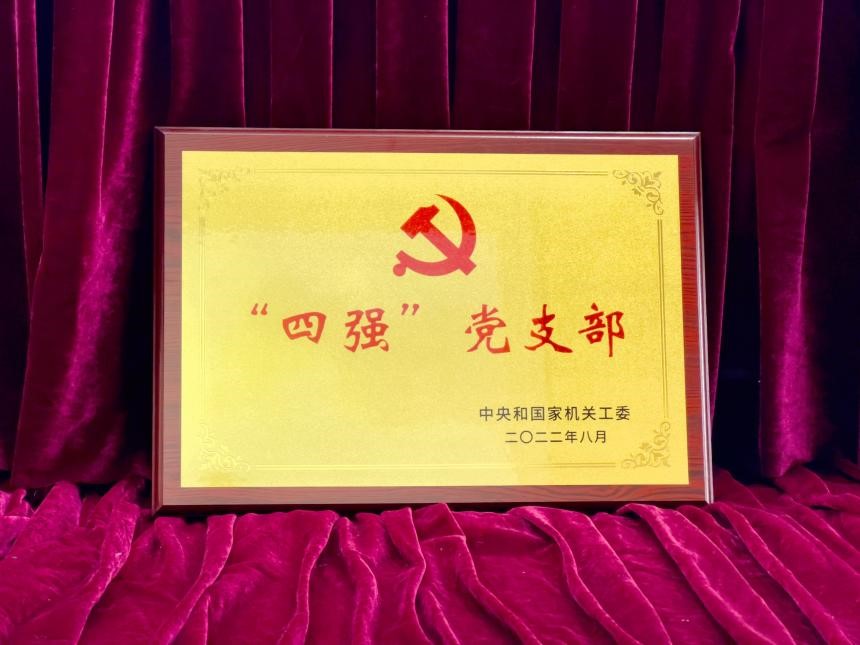 “四强”党支部
中央和国家机关工委
二〇二二年八月